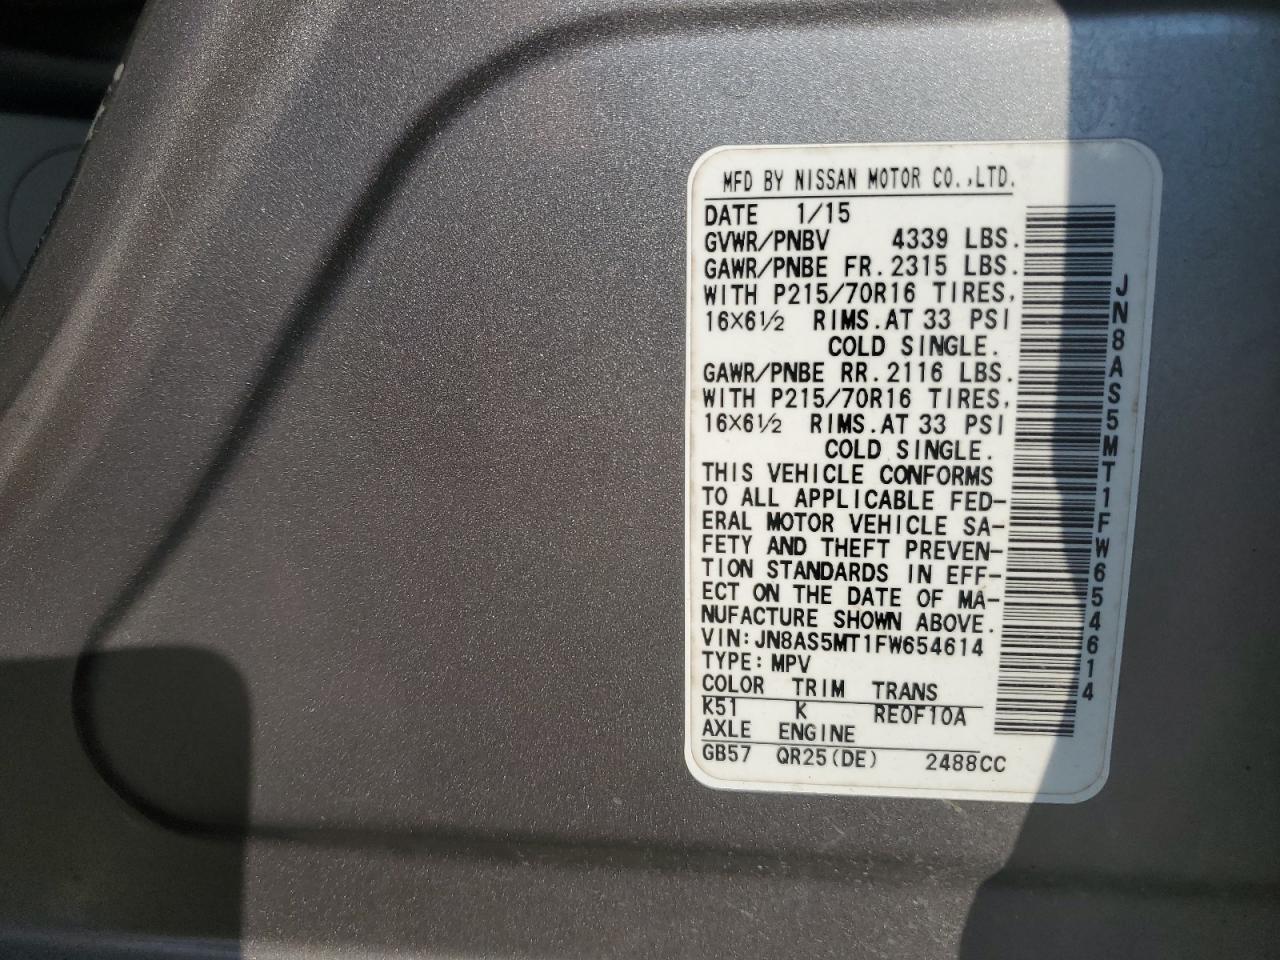 MFD BY NISSAN MOTOR CO.,LTD.
DATE 1/15
GVWR/PNBV 4339 LBS.
GAWR/PNBE FR. 2315 LBS.
WITH P215/70R16 TIRES,
16×6½ RIMS. AT 33 PSI
COLD SINGLE.
GAWR/PNBE RR. 2116 LBS.
WITH P215/70R16 TIRES,
16×6½ RIMS. AT 33 PSI
COLD SINGLE.
THIS VEHICLE CONFORMS
TO ALL APPLICABLE FED-
ERAL MOTOR VEHICLE SA-
FETY AND THEFT PREVEN-
TION STANDARDS IN EFF-
ECT ON THE DATE OF MA-
NUFACTURE SHOWN ABOVE.
VIN: JN8AS5MT1FW654614
TYPE: MPV
COLOR TRIM TRANS
K51 K RE0F10A
AXLE ENGINE
GB57 QR25(DE) 2488CC
JN8AS5MT1FW654614